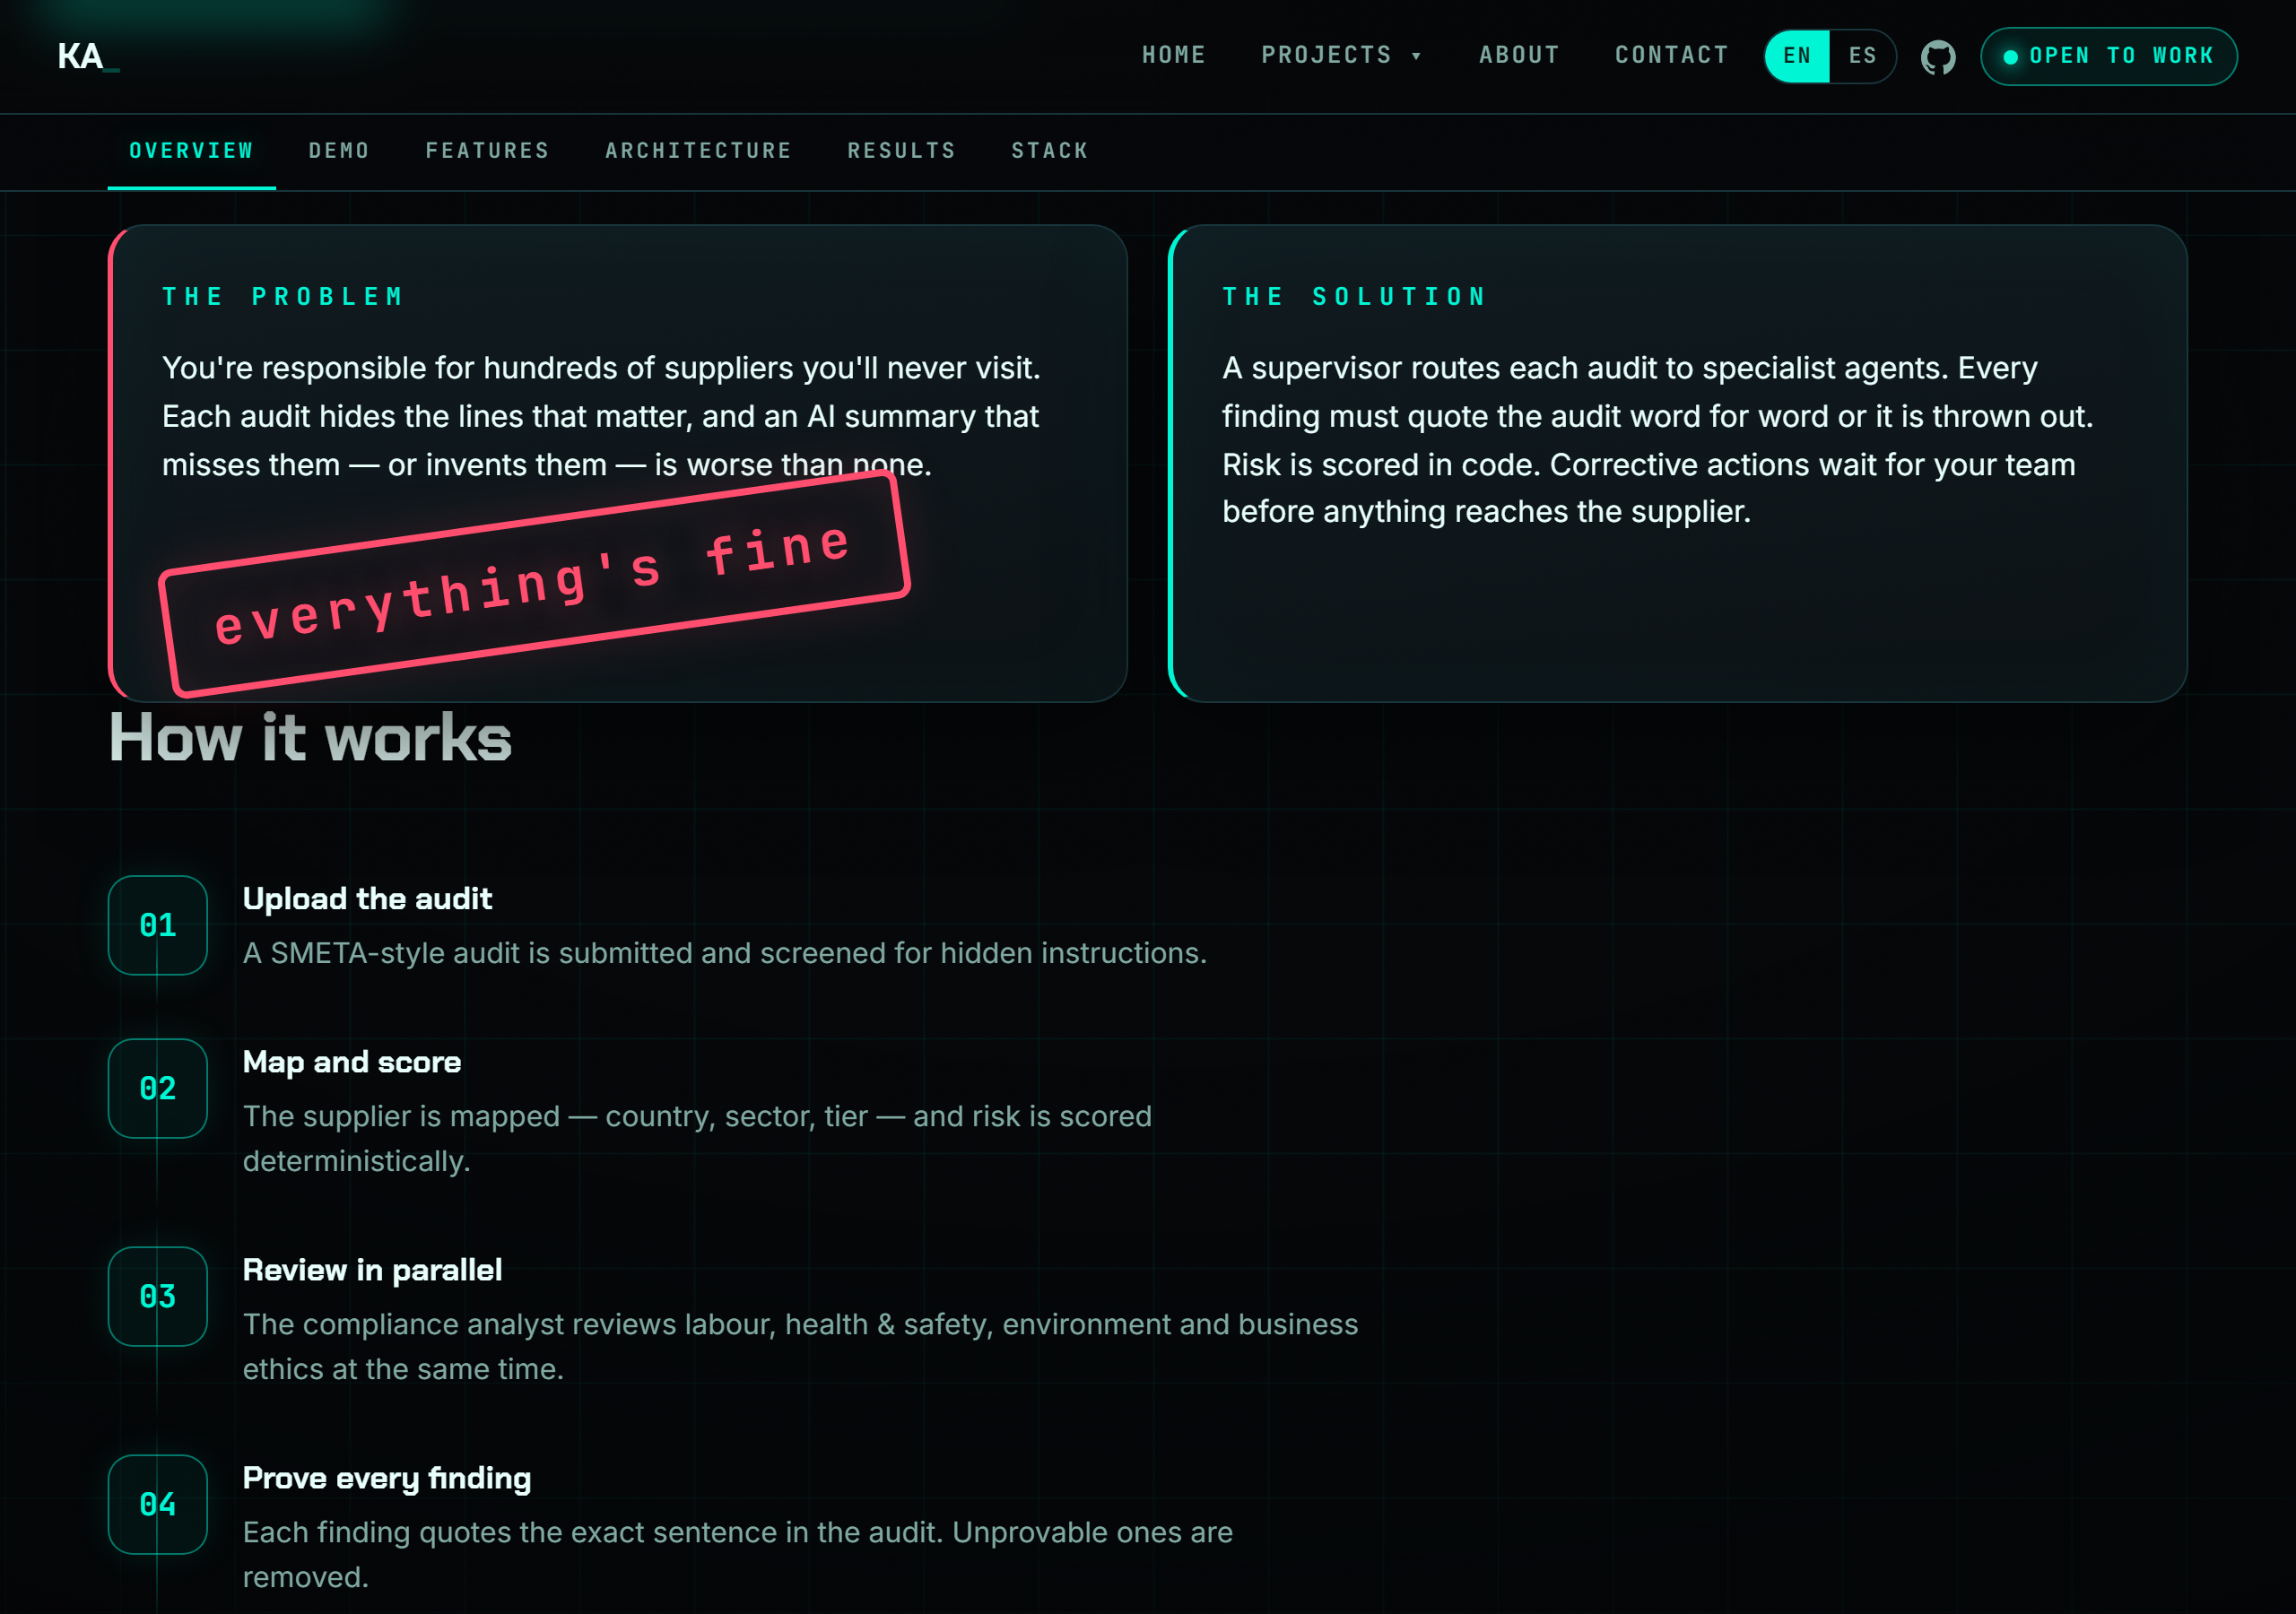 KA_
HOME PROJECTS ▾ ABOUT CONTACT EN ES OPEN TO WORK
OVERVIEW DEMO FEATURES ARCHITECTURE RESULTS STACK
THE PROBLEM
You're responsible for hundreds of suppliers you'll never visit.
Each audit hides the lines that matter, and an AI summary that
misses them — or invents them — is worse than none.
everything's fine
THE SOLUTION
A supervisor routes each audit to specialist agents. Every
finding must quote the audit word for word or it is thrown out.
Risk is scored in code. Corrective actions wait for your team
before anything reaches the supplier.
How it works
01
Upload the audit
A SMETA-style audit is submitted and screened for hidden instructions.
02
Map and score
The supplier is mapped — country, sector, tier — and risk is scored
deterministically.
03
Review in parallel
The compliance analyst reviews labour, health & safety, environment and business
ethics at the same time.
04
Prove every finding
Each finding quotes the exact sentence in the audit. Unprovable ones are
removed.